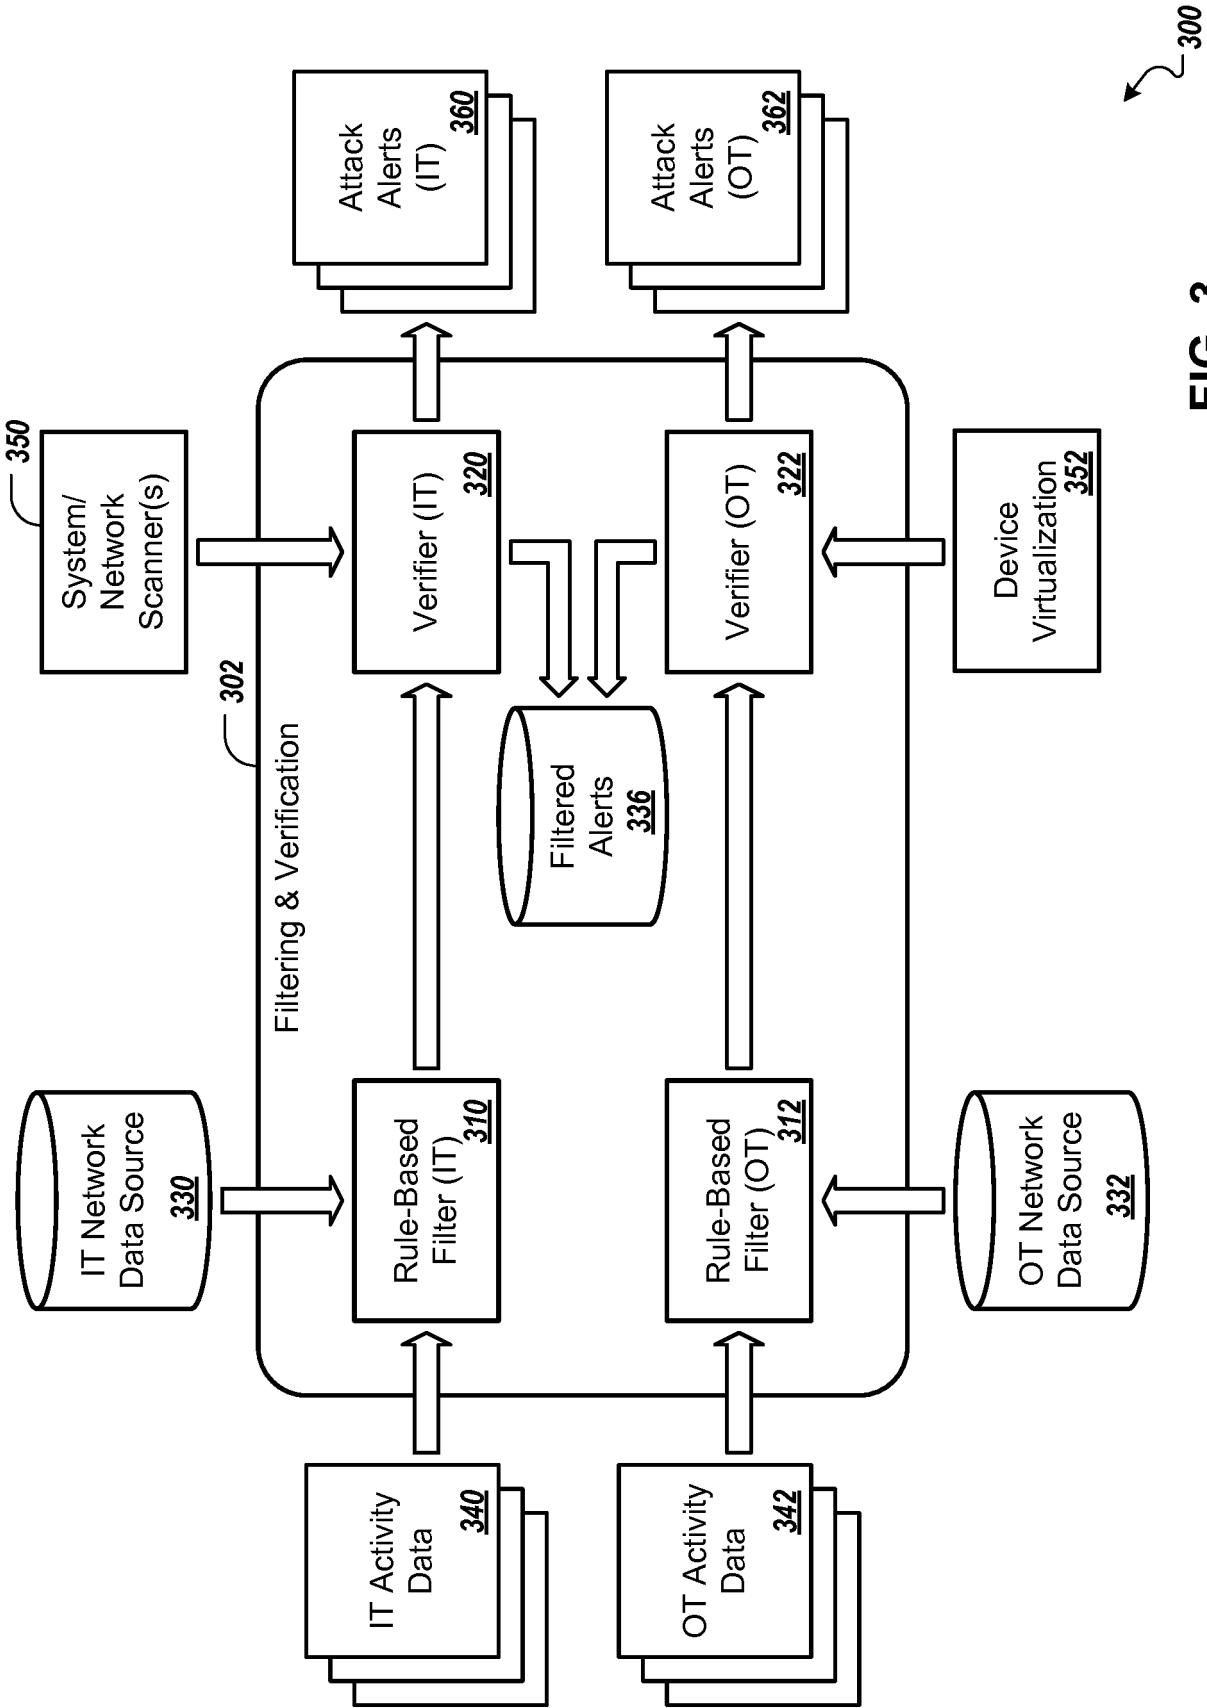 IT Network
Data Source
330
System/
Network
Scanner(s)
350
302
Filtering & Verification
IT Activity
Data
340
Rule-Based
Filter (IT)
310
Verifier (IT)
320
Attack
Alerts
(IT)
360
Filtered
Alerts
336
OT Activity
Data
342
Rule-Based
Filter (OT)
312
Verifier (OT)
322
Attack
Alerts
(OT)
362
OT Network
Data Source
332
Device
Virtualization
352
300
FIG. 3